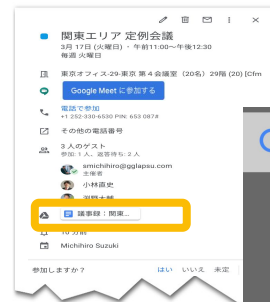 関東エリア 定例会議
3月 17日 (火曜日) · 午前11:00~午後12:30
毎週 火曜日
東京オフィス-29-東京 第４会議室（20名）29階 (20) [Cfm
Google Meet に参加する
電話で参加
+1 252-330-6530 PIN: 653 087#
その他の電話番号
3 人のゲスト
参加: 1 人、返答待ち: 2 人
smichihiro@gglapsu.com
主催者
小林直史
議事録：関東...
10 分前
Michihiro Suzuki
参加しますか？
はい いいえ 未定